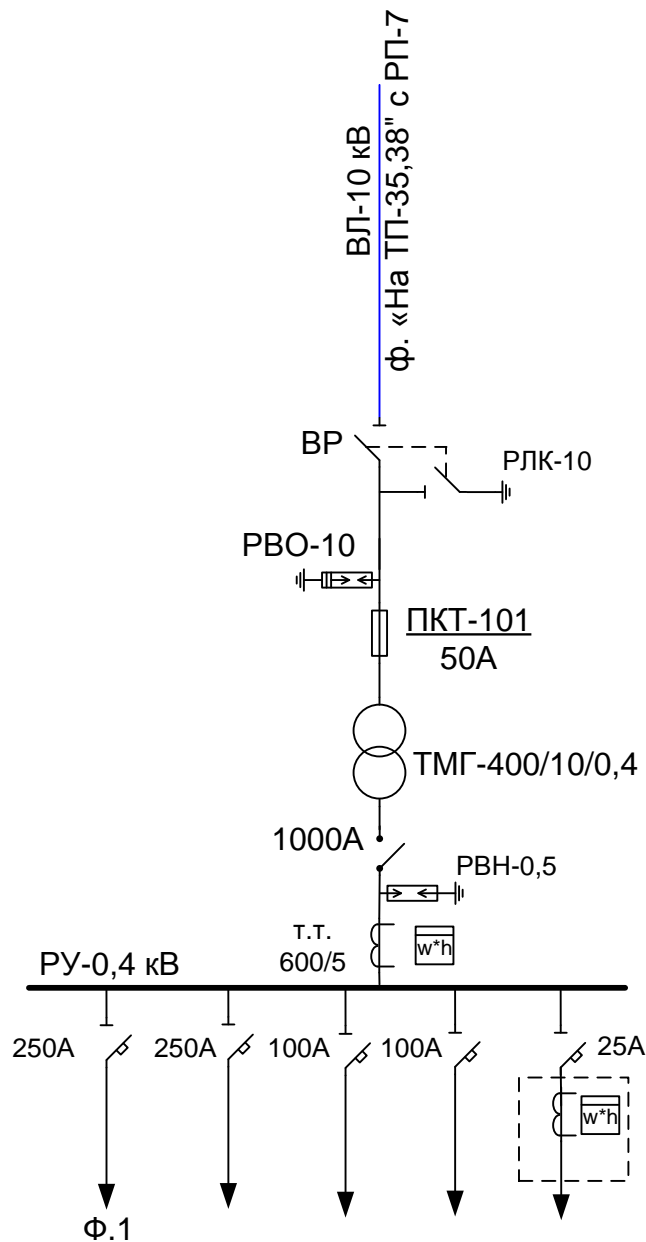 ВЛ-10 кВ
ф. «На ТП-35,38" с РП-7
ВР
РЛК-10
РВО-10
ПКТ-101
50А
ТМГ-400/10/0,4
1000А
РВН-0,5
т.т.
600/5
w*h
РУ-0,4 кВ
250А
250А
100А
100А
25А
w*h
Ф.1